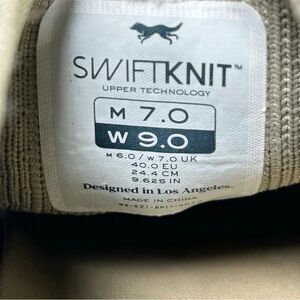 SWIFTKNIT™
UPPER TECHNOLOGY
M 7.0
W 9.0
M 6.0 / W 7.0 UK
40.0 EU
24.4 CM
9.625 IN
Designed in Los Angeles.
MADE IN CHINA